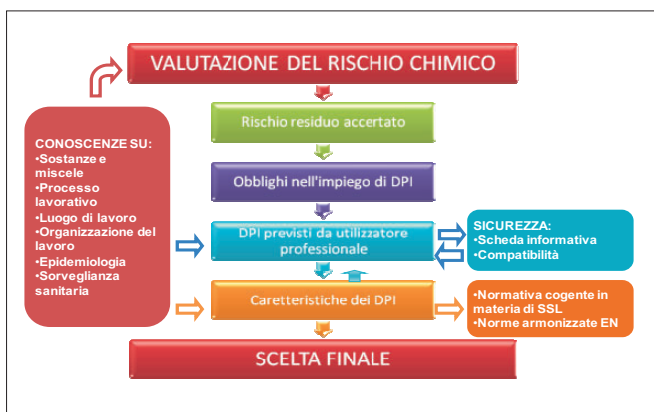 VALUTAZIONE DEL RISCHIO CHIMICO
Rischio residuo accertato
CONOSCENZE SU:
•Sostanze e
miscele
•Processo
lavorativo
•Luogo di lavoro
•Organizzazione del
lavoro
•Epidemiologia
•Sorveglianza
sanitaria
Obblighi nell'impiego di DPI
DPI previsti da utilizzatore
professionale
SICUREZZA:
•Scheda informativa
•Compatibilità
Caretteristiche dei DPI
•Normativa cogente in
materia di SSL
•Norme armonizzate EN
SCELTA FINALE